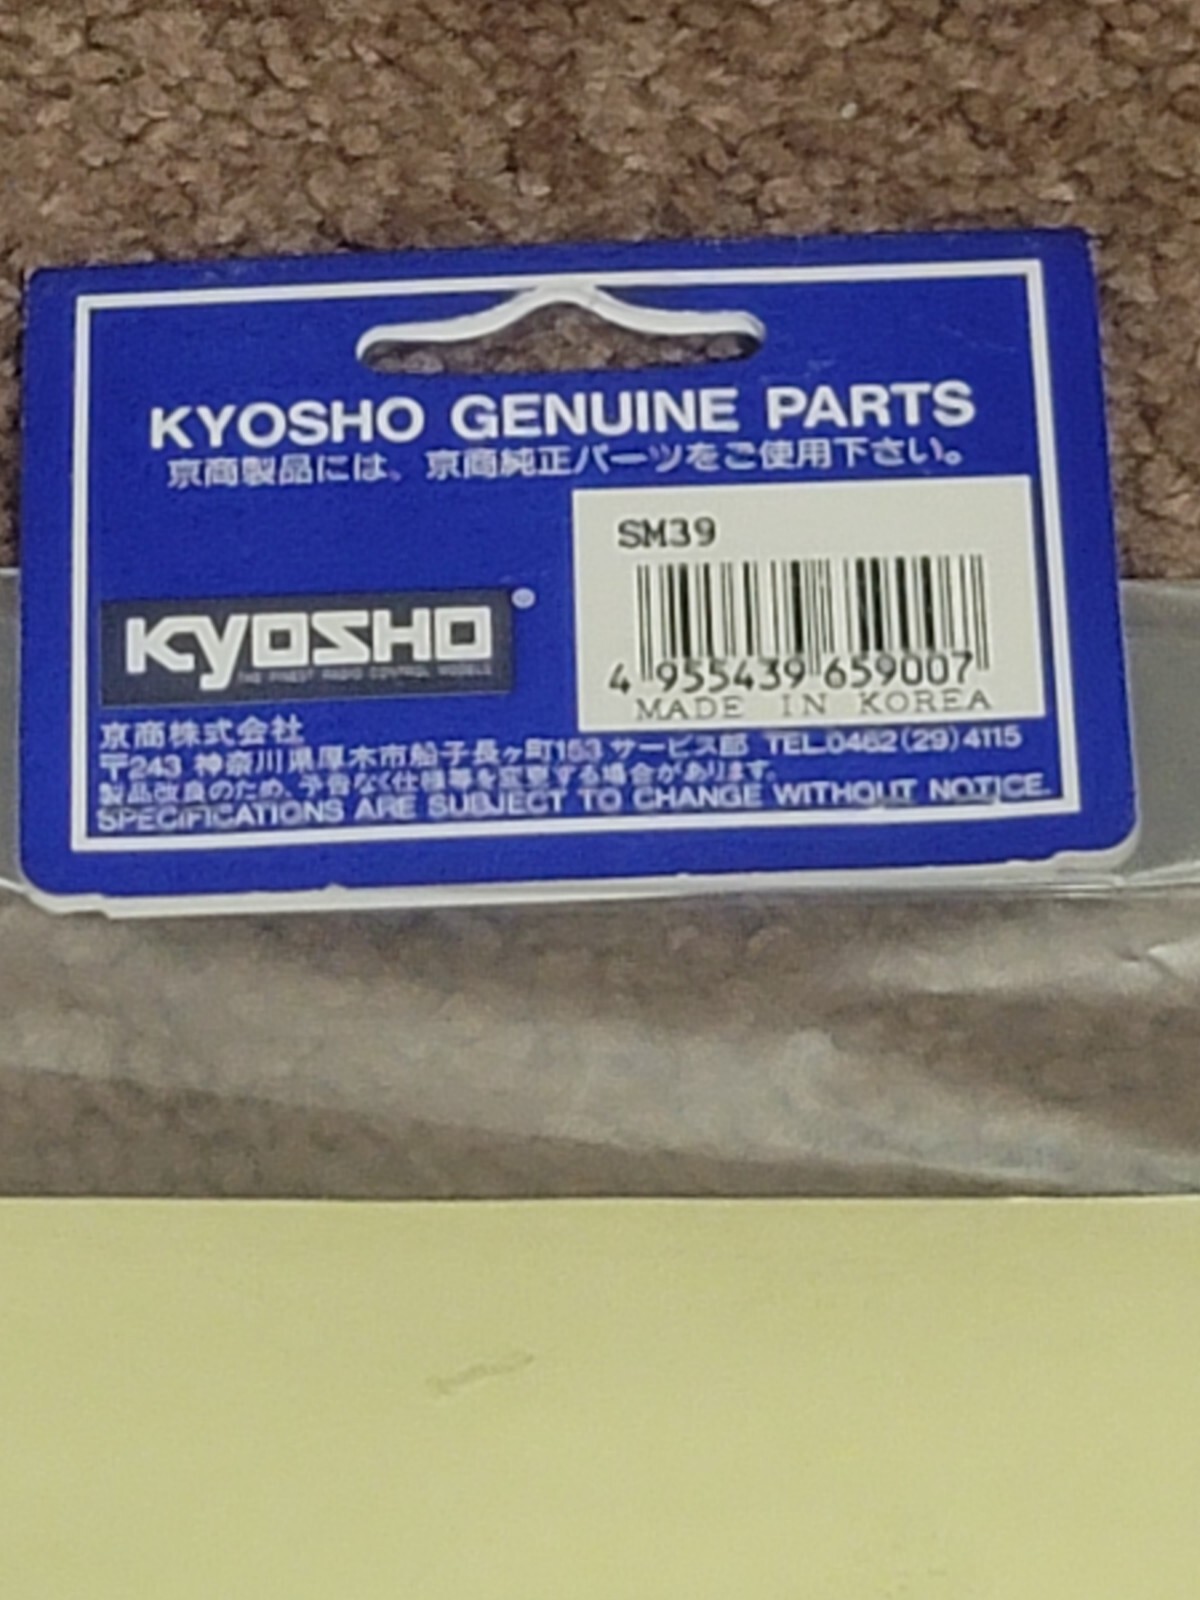 KYOSHO GENUINE PARTS
京商製品には、京商純正パーツをご使用下さい。
SM39
4 955439 659007
MADE IN KOREA
KYOSHO
THE FINEST RADIO CONTROL MODELS
京商株式会社
〒243 神奈川県厚木市船子長ヶ町153 サービス部 TEL.0462(29)4115
製品改良のため、予告なく仕様等を変更する場合があります。
SPECIFICATIONS ARE SUBJECT TO CHANGE WITHOUT NOTICE.